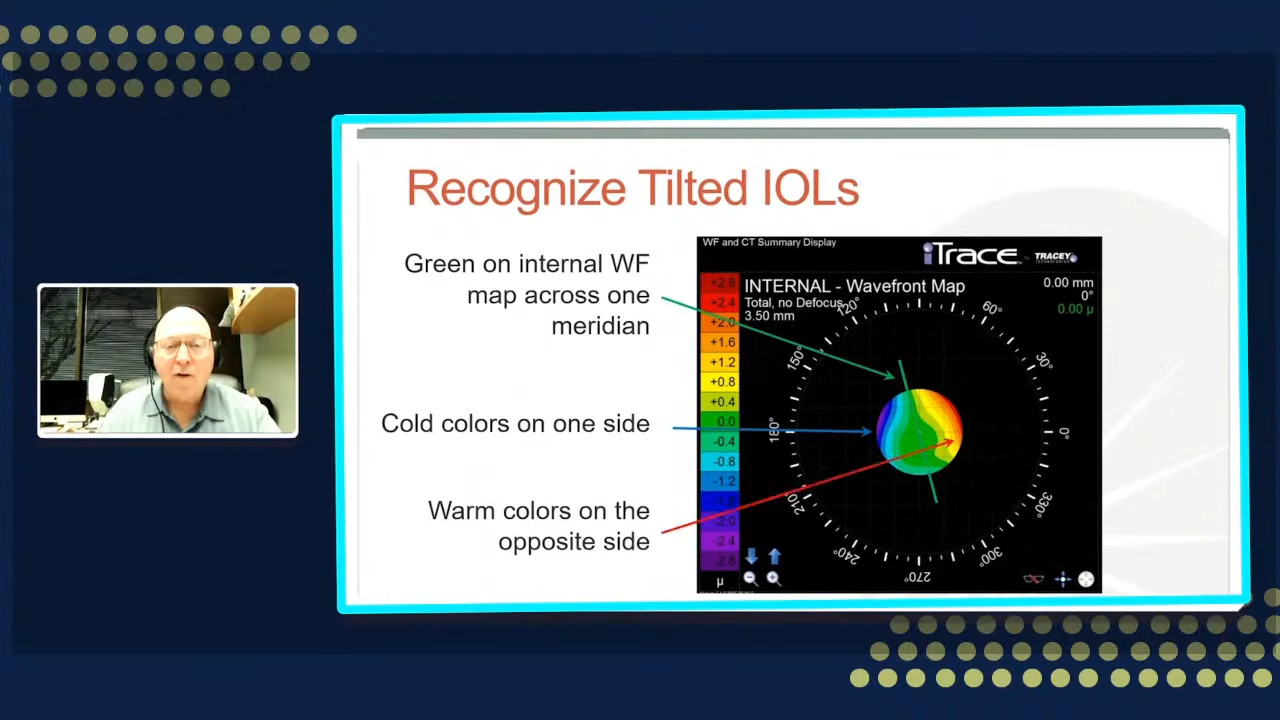 Recognize Tilted IOLs
Green on internal WF
map across one
meridian
Cold colors on one side
Warm colors on the
opposite side
WF and CT Summary Display
iTrace
TRACEY
TECHNOLOGIES
INTERNAL - Wavefront Map
Total, no Defocus
3.50 mm
0.00 mm
0°
0.00 µ
+2.8
+2.4
+2.0
+1.6
+1.2
+0.8
+0.4
0.0
-0.4
-0.8
-1.2
-2.0
-2.4
-2.8
µ
120°
60°
150°
30°
180°
0°
210°
330°
240°
300°
270°